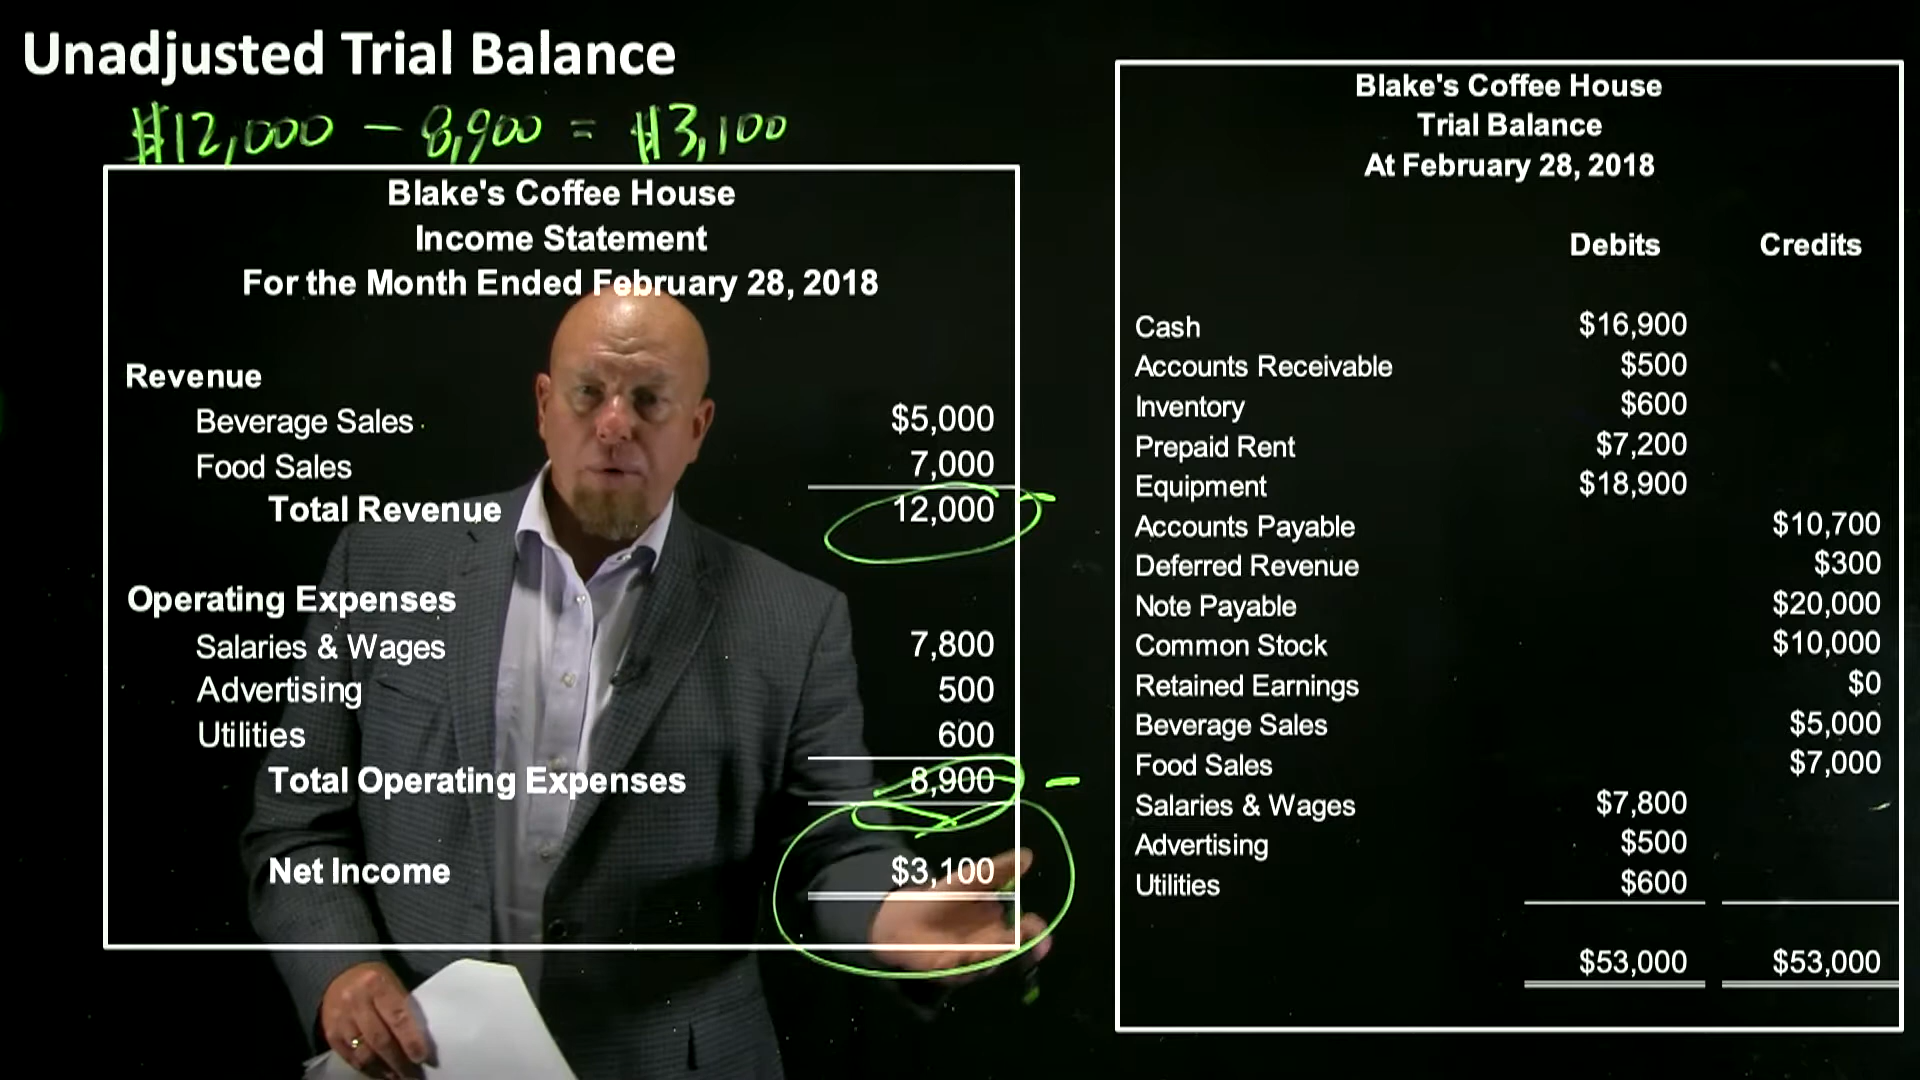 Unadjusted Trial Balance
$12,000 - 8,900 = $3,100
Blake's Coffee House
Income Statement
For the Month Ended February 28, 2018
Revenue
Beverage Sales $5,000
Food Sales 7,000
Total Revenue 12,000
Operating Expenses
Salaries & Wages 7,800
Advertising 500
Utilities 600
Total Operating Expenses 8,900
Net Income $3,100
Blake's Coffee House
Trial Balance
At February 28, 2018
Debits Credits
Cash $16,900
Accounts Receivable $500
Inventory $600
Prepaid Rent $7,200
Equipment $18,900
Accounts Payable $10,700
Deferred Revenue $300
Note Payable $20,000
Common Stock $10,000
Retained Earnings $0
Beverage Sales $5,000
Food Sales $7,000
Salaries & Wages $7,800
Advertising $500
Utilities $600
$53,000 $53,000